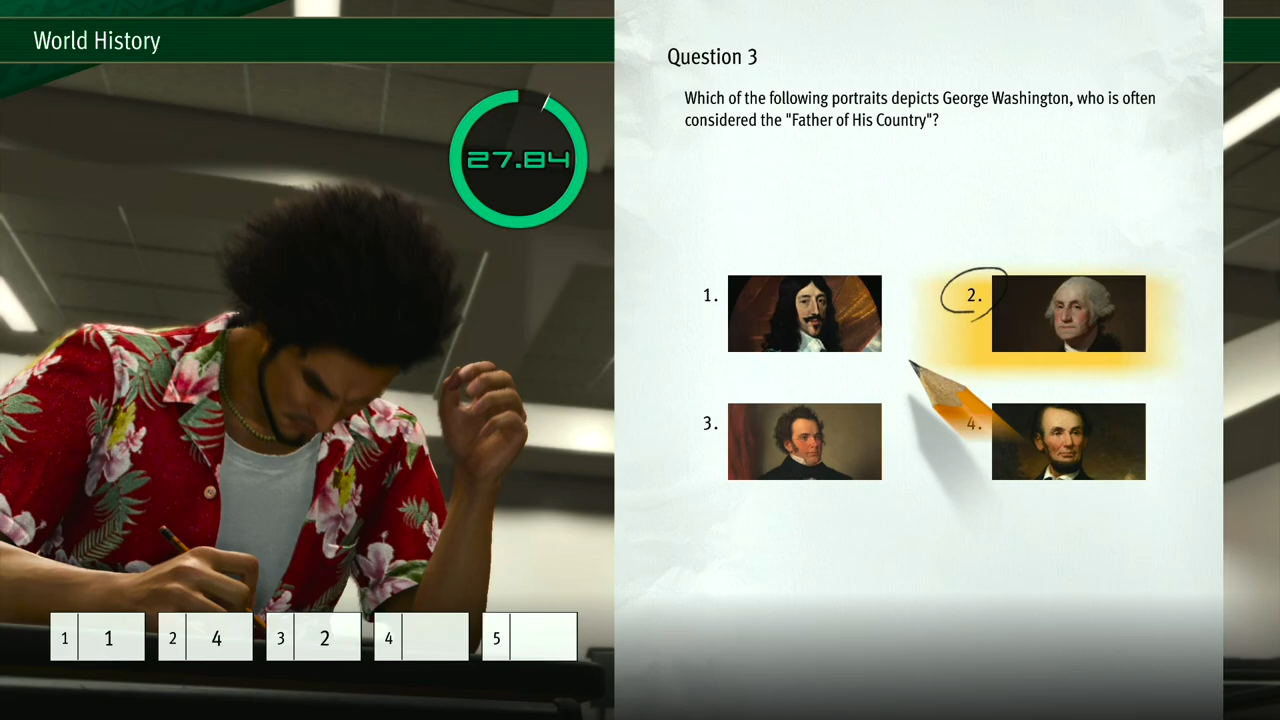 World History
27.84
Question 3
Which of the following portraits depicts George Washington, who is often
considered the "Father of His Country"?
1.
2.
3.
4.
1 1 2 4 3 2 4 5